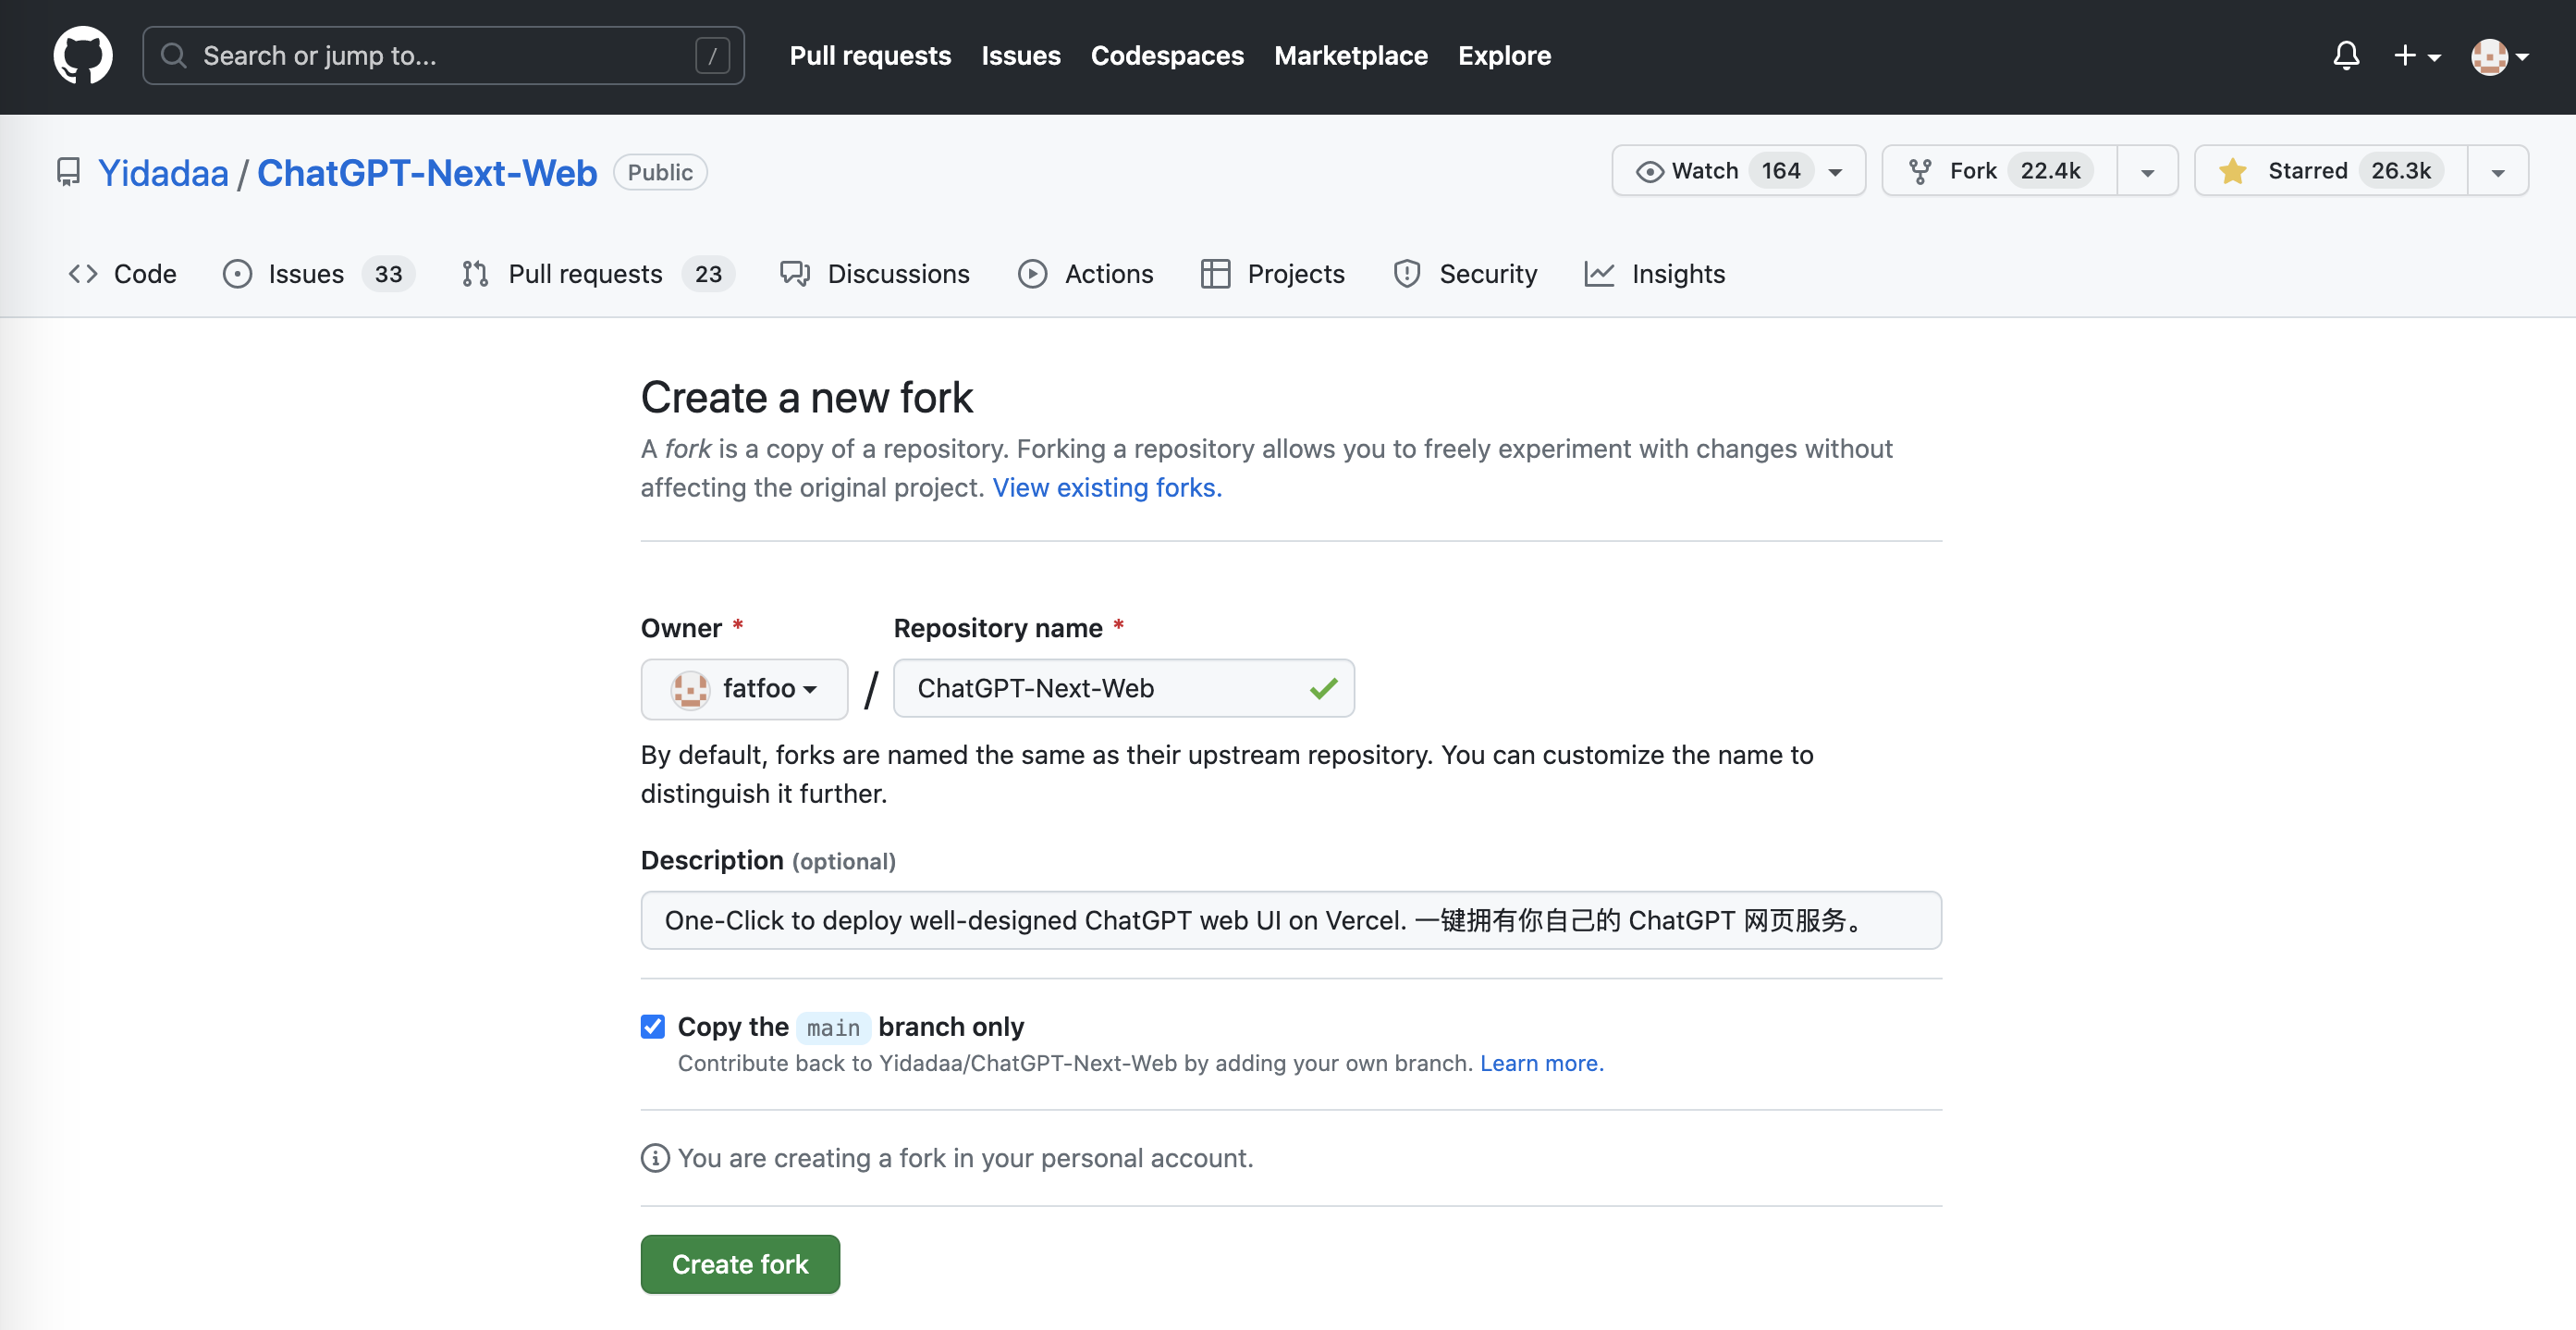 Search or jump to... /
Pull requests Issues Codespaces Marketplace Explore
Yidadaa / ChatGPT-Next-Web Public
Watch 164 Fork 22.4k Starred 26.3k
Code Issues 33 Pull requests 23 Discussions Actions Projects Security Insights
Create a new fork
A fork is a copy of a repository. Forking a repository allows you to freely experiment with changes without
affecting the original project. View existing forks.
Owner * Repository name *
fatfoo / ChatGPT-Next-Web
By default, forks are named the same as their upstream repository. You can customize the name to
distinguish it further.
Description (optional)
One-Click to deploy well-designed ChatGPT web UI on Vercel. 一键拥有你自己的 ChatGPT 网页服务。
Copy the main branch only
Contribute back to Yidadaa/ChatGPT-Next-Web by adding your own branch. Learn more.
You are creating a fork in your personal account.
Create fork